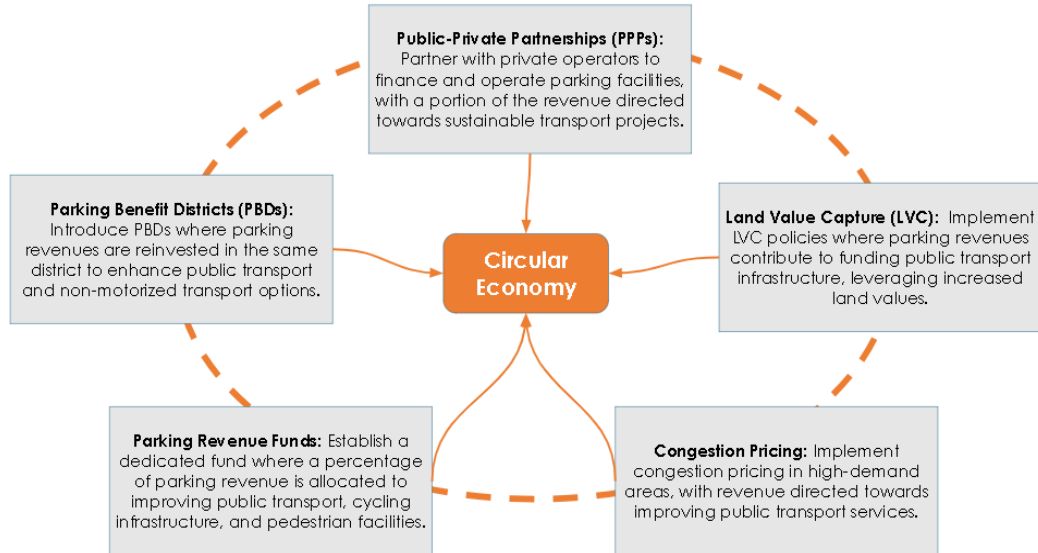 Public-Private Partnerships (PPPs):
Partner with private operators to
finance and operate parking facilities,
with a portion of the revenue directed
towards sustainable transport projects.
Parking Benefit Districts (PBDs):
Introduce PBDs where parking
revenues are reinvested in the same
district to enhance public transport
and non-motorized transport options.
Circular
Economy
Land Value Capture (LVC): Implement
LVC policies where parking revenues
contribute to funding public transport
infrastructure, leveraging increased
land values.
Parking Revenue Funds: Establish a
dedicated fund where a percentage
of parking revenue is allocated to
improving public transport, cycling
infrastructure, and pedestrian facilities.
Congestion Pricing: Implement
congestion pricing in high-demand
areas, with revenue directed towards
improving public transport services.